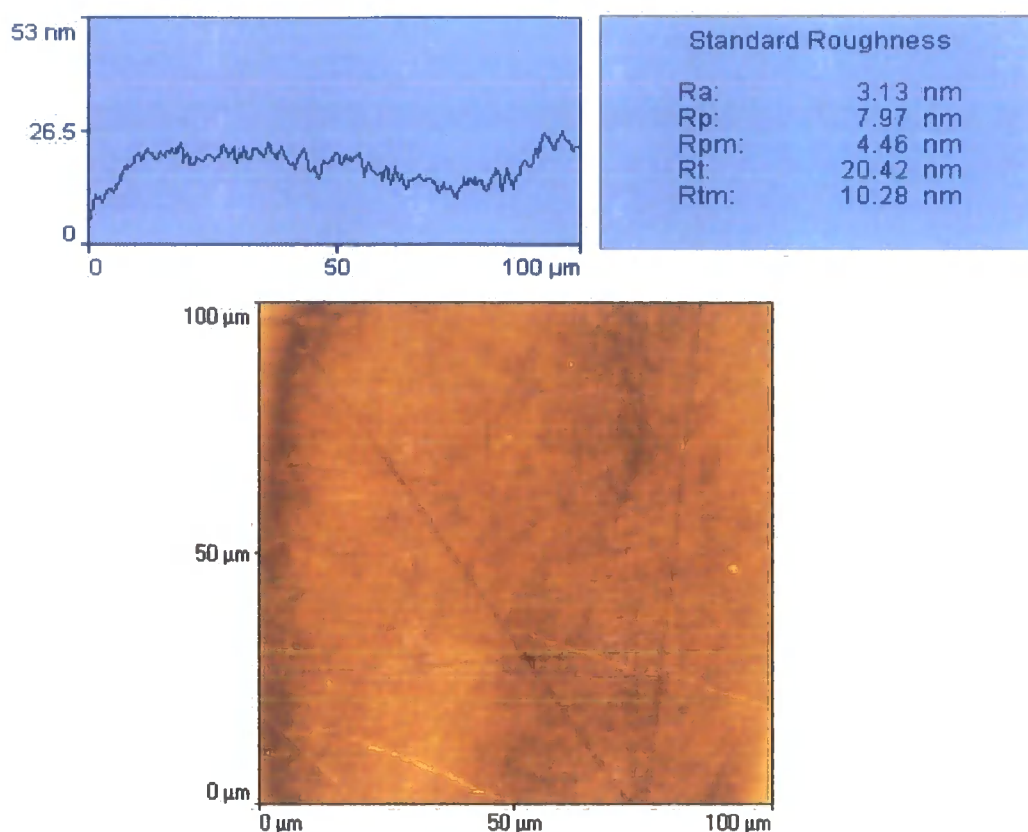 53 nm
26.5
0
0 50 100 µm
Standard Roughness
Ra: 3.13 nm
Rp: 7.97 nm
Rpm: 4.46 nm
Rt: 20.42 nm
Rtm: 10.28 nm
100 µm
50 µm
0 µm
0 µm 50 µm 100 µm